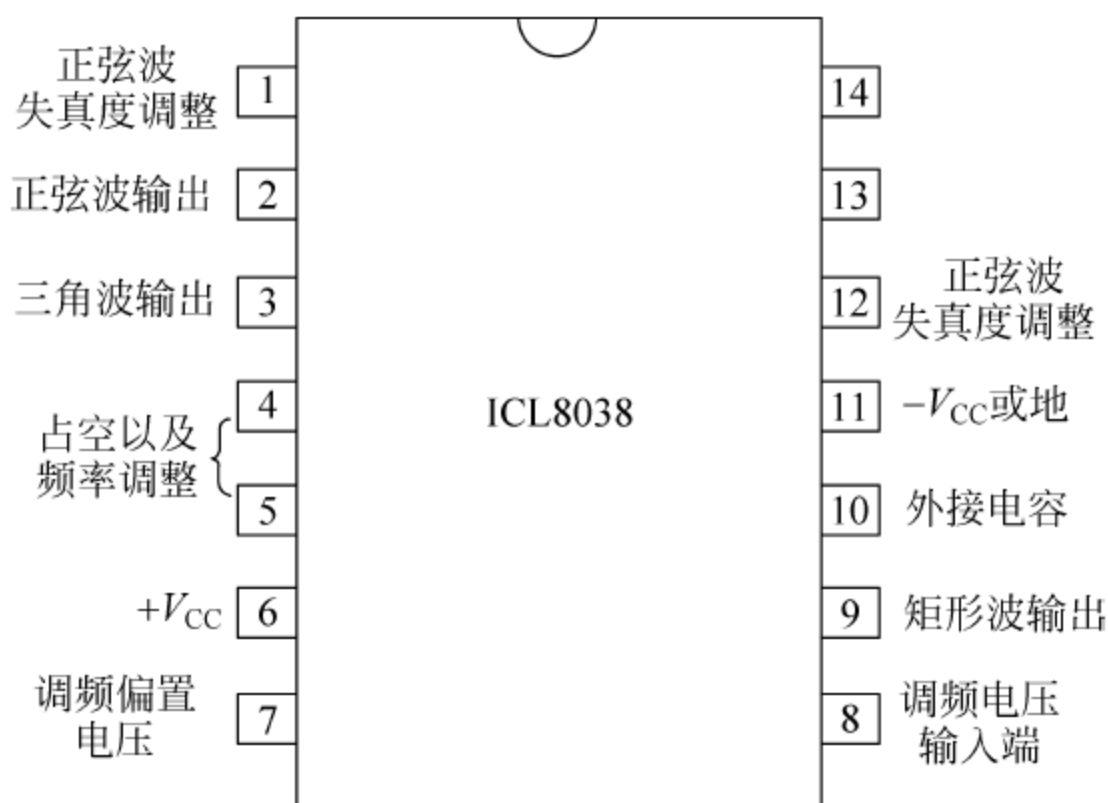 正弦波
失真度调整
1
14
正弦波输出
2
13
三角波输出
3
12
正弦波
失真度调整
占空以及
频率调整
4
5
ICL8038
11
−VCC或地
10
外接电容
+VCC
6
9
矩形波输出
调频偏置
电压
7
8
调频电压
输入端